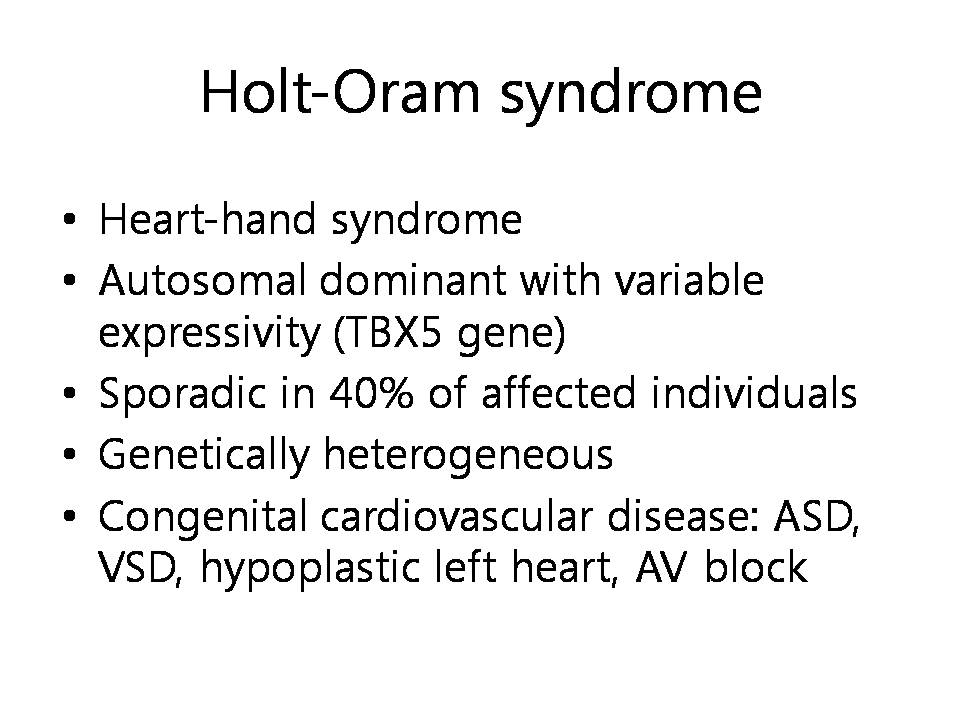 Holt-Oram syndrome
• Heart-hand syndrome
• Autosomal dominant with variable
expressivity (TBX5 gene)
• Sporadic in 40% of affected individuals
• Genetically heterogeneous
• Congenital cardiovascular disease: ASD,
VSD, hypoplastic left heart, AV block